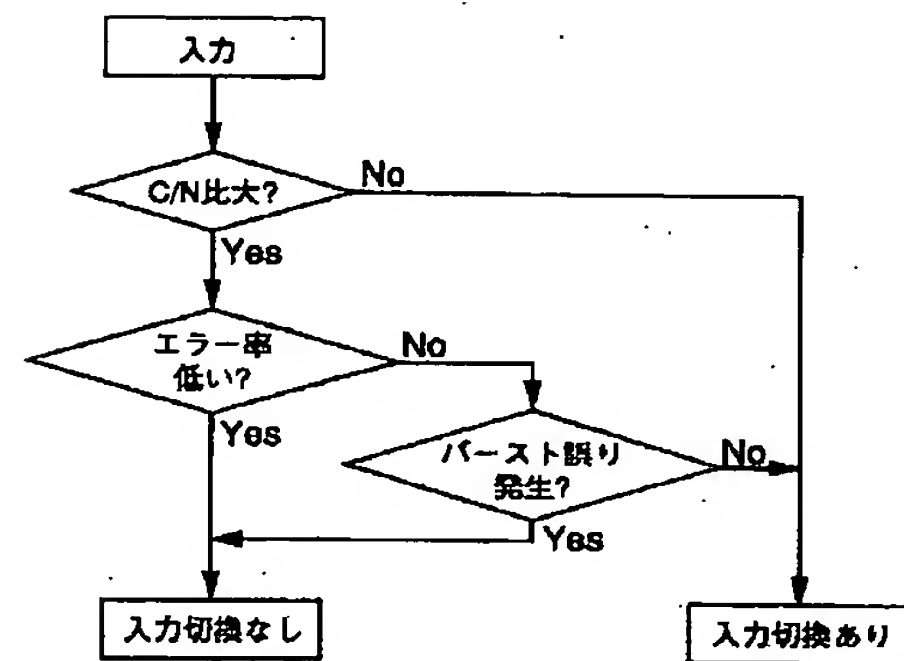 入力
C/N比大?
No
Yes
エラー率
低い?
No
Yes
バースト誤り
発生?
No
Yes
入力切換なし
入力切換あり